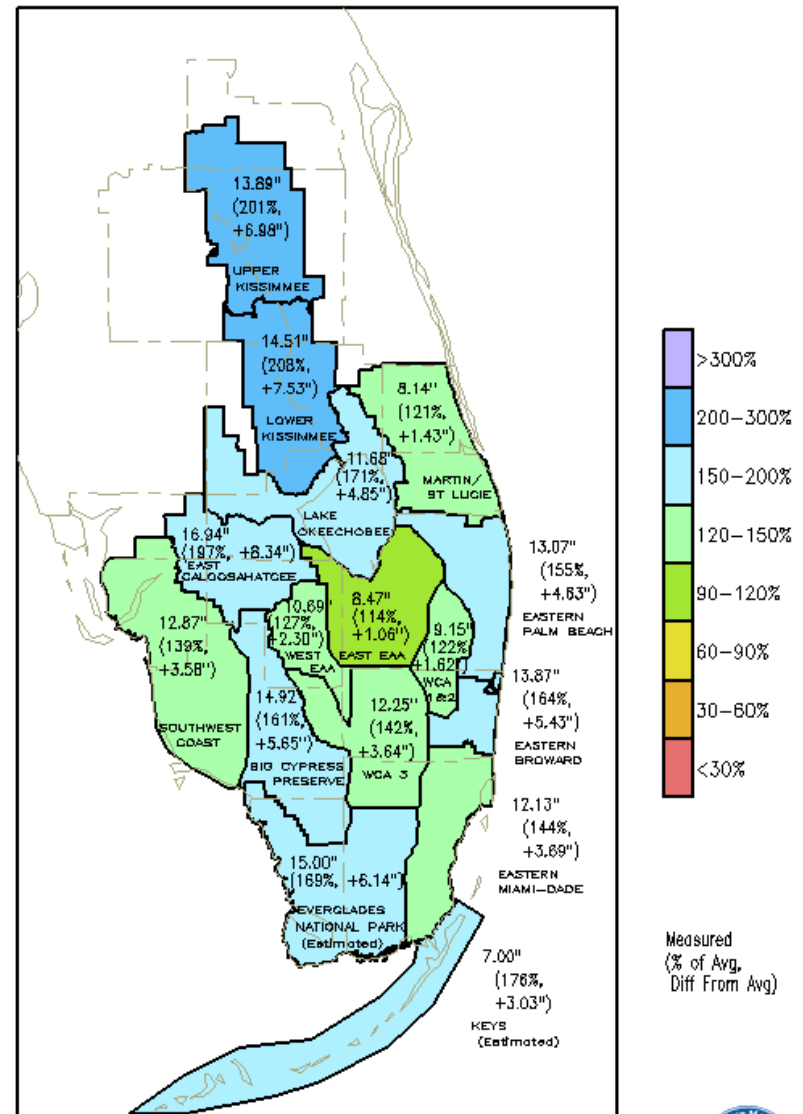 13.89"
(201%,
+6.98")
UPPER
KISSIMMEE
14.51"
(208%,
+7.53")
LOWER
KISSIMMEE
8.14"
(121%,
+1.43")
MARTIN/
ST LUCIE
11.68"
(171%,
+4.85")
LAKE
OKEECHOBEE
16.94"
(197%, +8.34")
EAST
CALOOSAHATCEE
13.07"
(155%,
+4.63")
EASTERN
PALM BEACH
12.87"
(139%,
+3.58")
SOUTHWEST
COAST
10.69"
(127%,
+2.30")
WEST
EAA
8.47"
(114%,
+1.06")
EAST EAA
9.15"
(122%
+1.62")
WCA
1&2
13.87"
(164%,
+5.43")
EASTERN
BROWARD
14.92"
(161%,
+5.65")
BIG CYPRESS
PRESERVE
12.25"
(142%,
+3.64")
WCA 3
12.13"
(144%,
+3.69")
EASTERN
MIAMI-DADE
15.00"
(169%, +6.14")
EVERGLADES
NATIONAL PARK
(Estimated)
7.00"
(176%,
+3.03")
KEYS
(Estimated)
>300%
200-300%
150-200%
120-150%
90-120%
60-90%
30-60%
<30%
Measured
(% of Avg,
Diff From Avg)